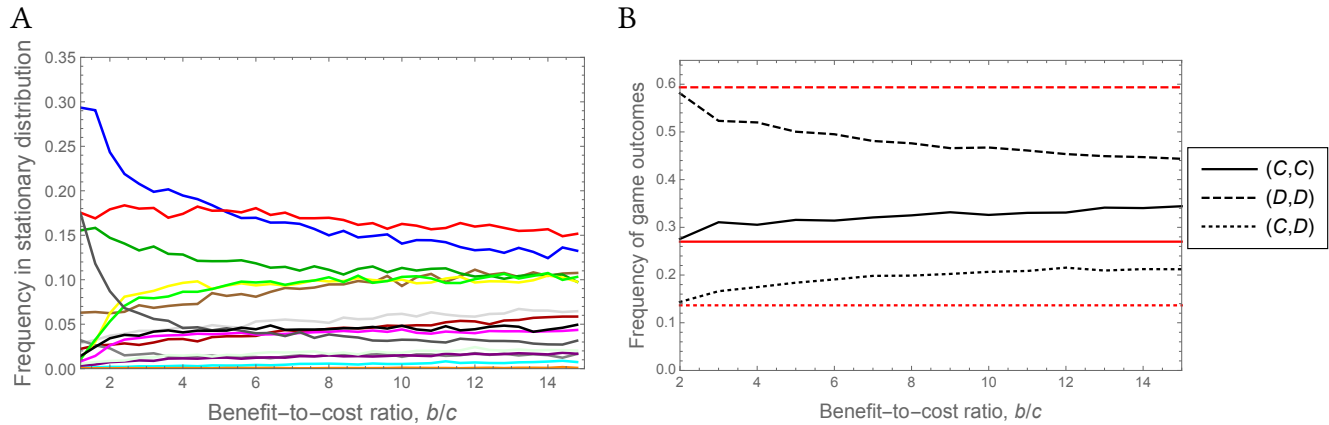 A
Frequency in stationary distribution
0.35
0.30
0.25
0.20
0.15
0.10
0.05
0.00
2 4 6 8 10 12 14
Benefit-to-cost ratio, b/c
B
Frequency of game outcomes
0.6
0.5
0.4
0.3
0.2
0.1
0.0
2 4 6 8 10 12 14
Benefit-to-cost ratio, b/c
(C,C)
(D,D)
(C,D)